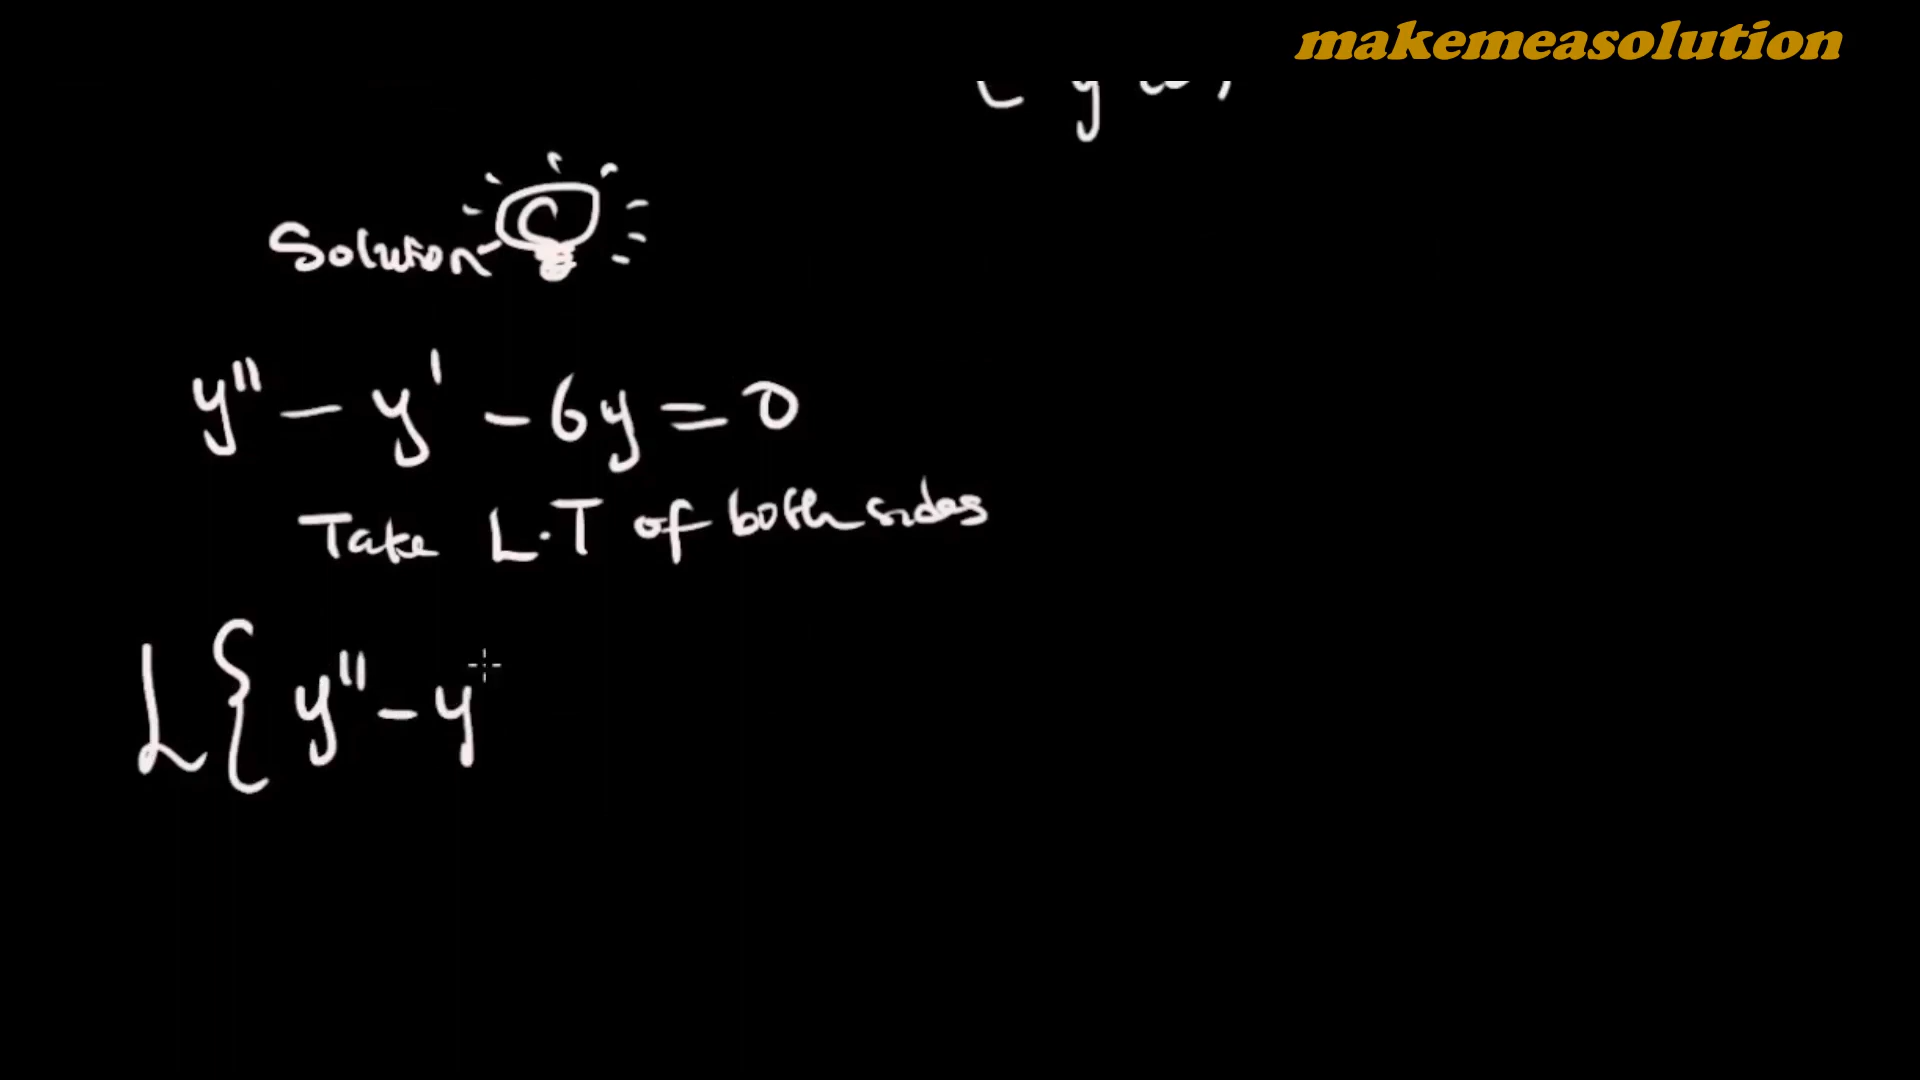 makemeasolution
Solution
y'' - y' - 6y = 0
Take L.T of both sides
L{ y'' - y